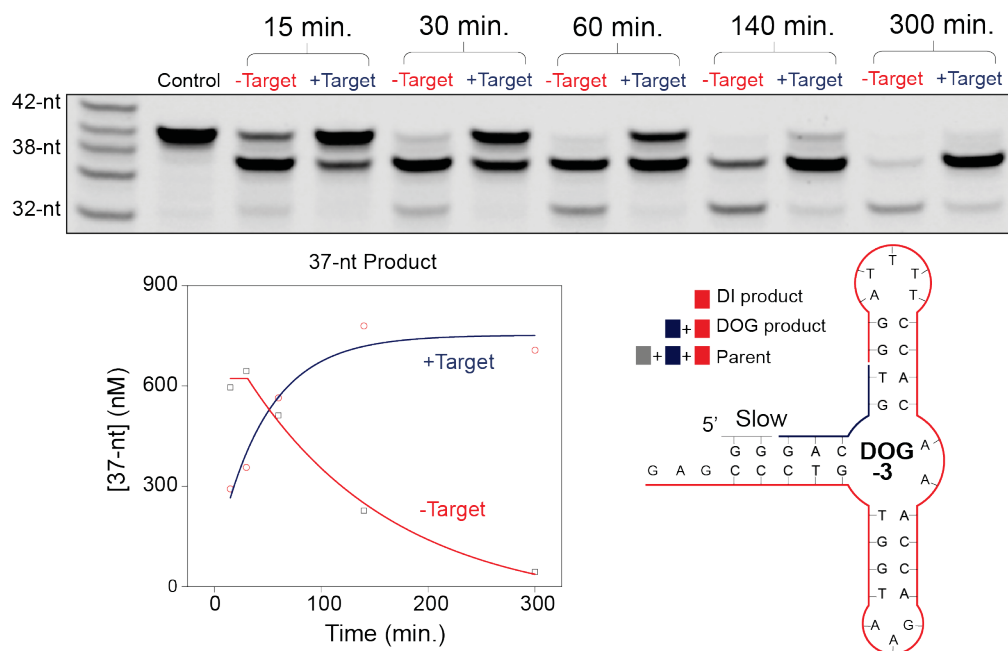 15 min. 30 min. 60 min. 140 min. 300 min.
Control -Target +Target -Target +Target -Target +Target -Target +Target -Target +Target
42-nt
38-nt
32-nt
37-nt Product
900
600
300
0
[37-nt] (nM)
0 100 200 300
Time (min.)
+Target
-Target
DI product
+ DOG product
+ + Parent
5’ Slow
DOG
-3
T
T T
A T
G C
G C
T A
G C
G G A C
G A G C C C T G
A
A
T A
G C
G C
T A
A G
A